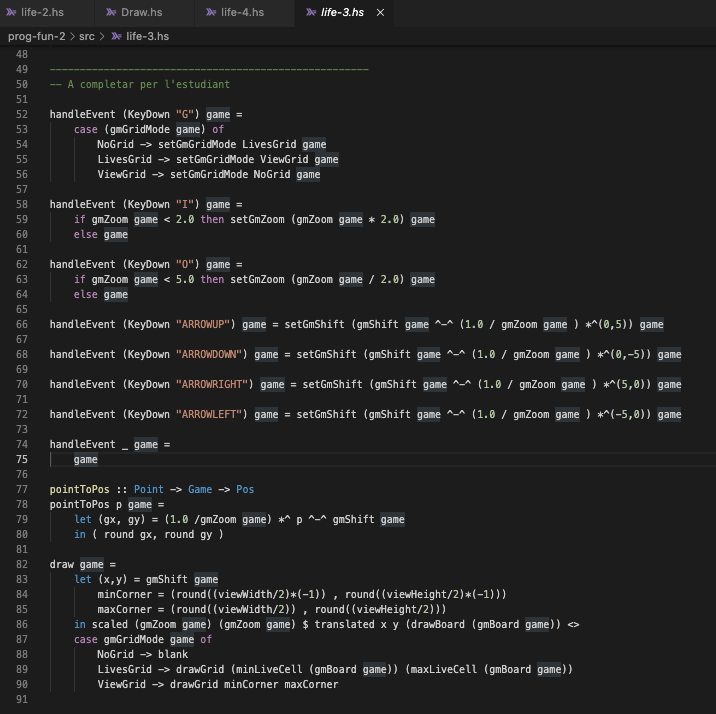 life-2.hs Draw.hs life-4.hs life-3.hs ×
prog-fun-2 > src > life-3.hs
48
49 -----------------------------------------------------
50 -- A completar per l'estudiant
51
52 handleEvent (KeyDown "G") game =
53     case (gmGridMode game) of
54         NoGrid -> setGmGridMode LivesGrid game
55         LivesGrid -> setGmGridMode ViewGrid game
56         ViewGrid -> setGmGridMode NoGrid game
57
58 handleEvent (KeyDown "I") game =
59     if gmZoom game < 2.0 then setGmZoom (gmZoom game * 2.0) game
60     else game
61
62 handleEvent (KeyDown "O") game =
63     if gmZoom game < 5.0 then setGmZoom (gmZoom game / 2.0) game
64     else game
65
66 handleEvent (KeyDown "ARROWUP") game = setGmShift (gmShift game ^-^ (1.0 / gmZoom game ) *^(0,5)) game
67
68 handleEvent (KeyDown "ARROWDOWN") game = setGmShift (gmShift game ^-^ (1.0 / gmZoom game ) *^(0,-5)) game
69
70 handleEvent (KeyDown "ARROWRIGHT") game = setGmShift (gmShift game ^-^ (1.0 / gmZoom game ) *^(5,0)) game
71
72 handleEvent (KeyDown "ARROWLEFT") game = setGmShift (gmShift game ^-^ (1.0 / gmZoom game ) *^(-5,0)) game
73
74 handleEvent _ game =
75     game
76
77 pointToPos :: Point -> Game -> Pos
78 pointToPos p game =
79     let (gx, gy) = (1.0 /gmZoom game) *^ p ^-^ gmShift game
80     in ( round gx, round gy )
81
82 draw game =
83     let (x,y) = gmShift game
84         minCorner = (round((viewWidth/2)*(-1)) , round((viewHeight/2)*(-1)))
85         maxCorner = (round((viewWidth/2)) , round((viewHeight/2)))
86     in scaled (gmZoom game) (gmZoom game) $ translated x y (drawBoard (gmBoard game)) <>
87     case gmGridMode game of
88         NoGrid -> blank
89         LivesGrid -> drawGrid (minLiveCell (gmBoard game)) (maxLiveCell (gmBoard game))
90         ViewGrid -> drawGrid minCorner maxCorner
91